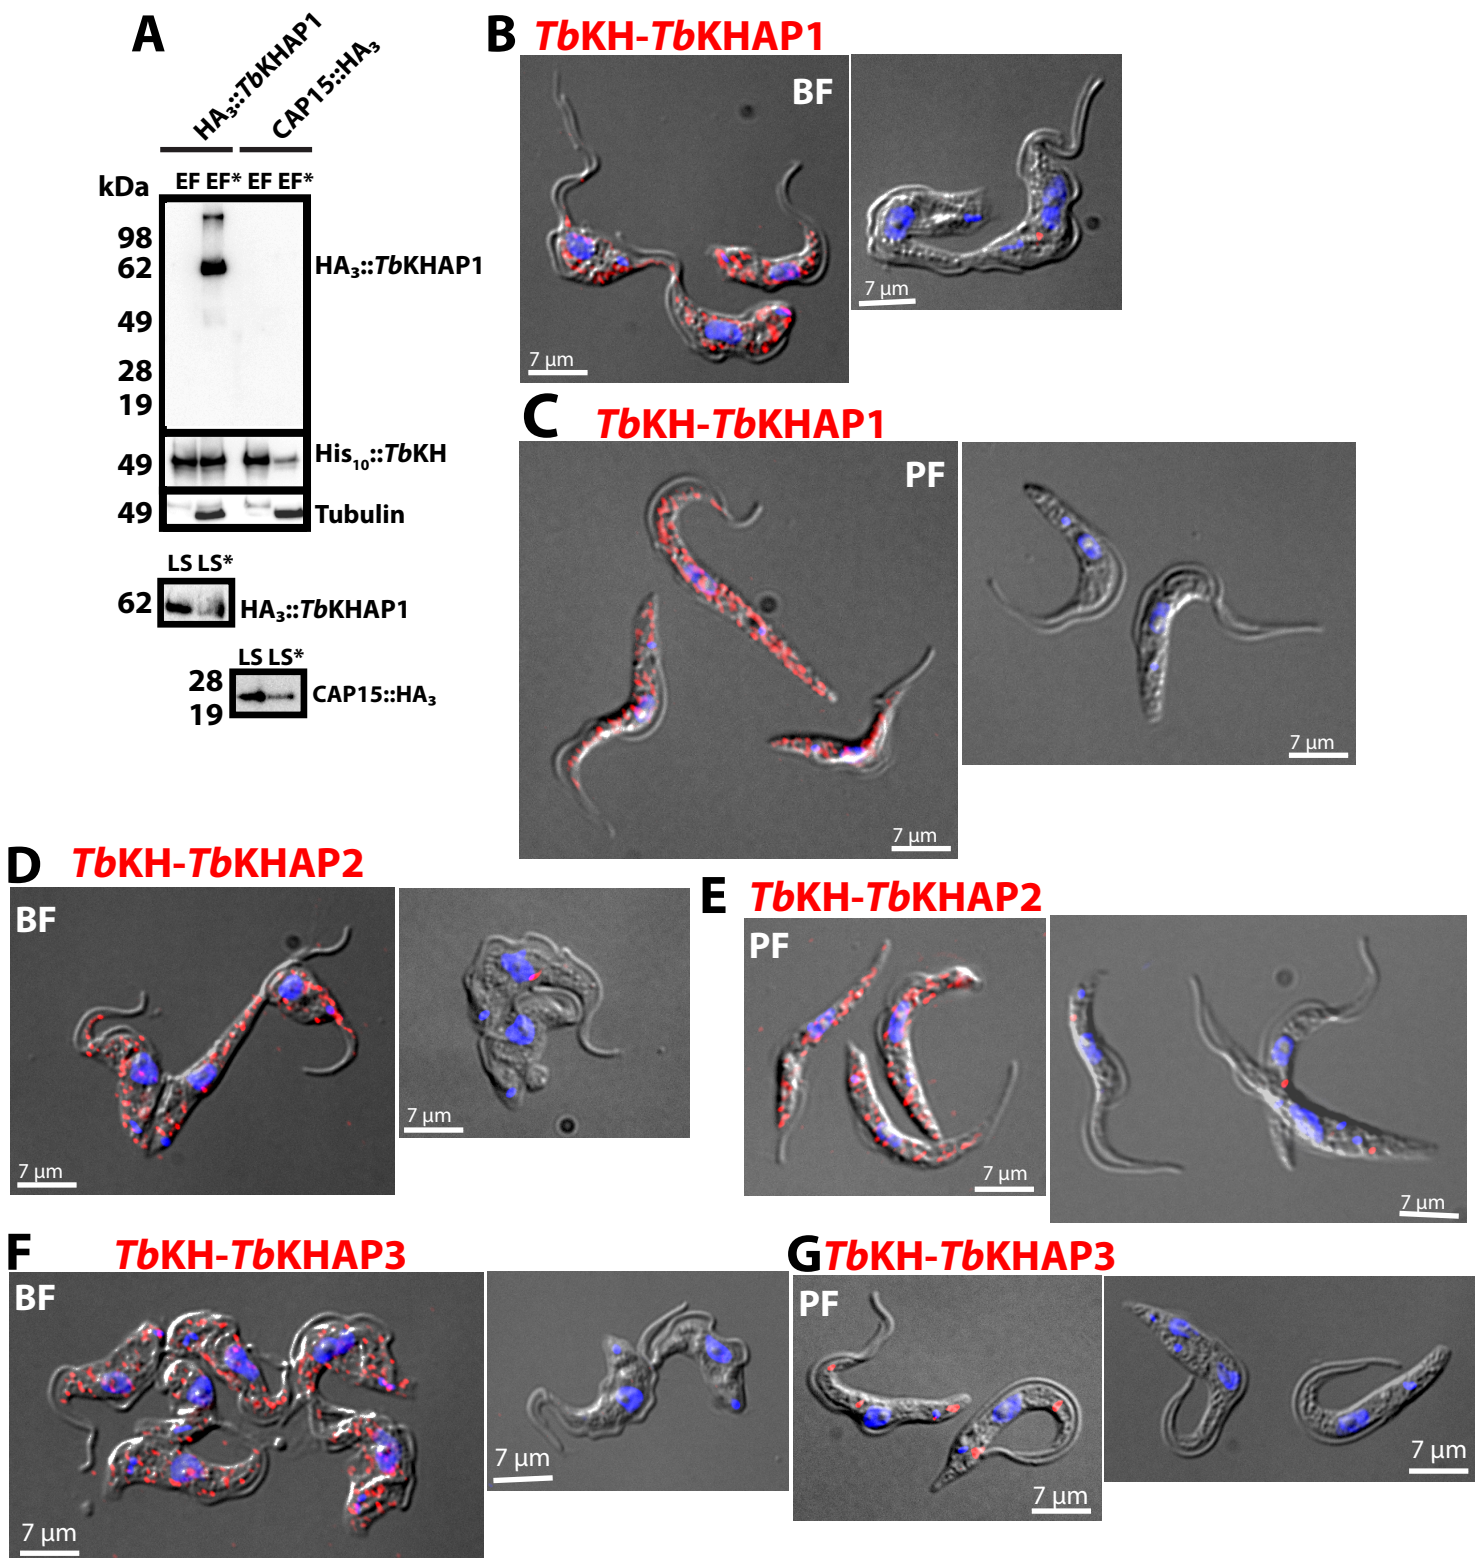 A
HA₃::TbKHAP1
CAP15::HA₃
kDa
EF EF* EF EF*
98
62
49
28
19
HA₃::TbKHAP1
49
His₁₀::TbKH
49
Tubulin
LS LS*
62
HA₃::TbKHAP1
LS LS*
28
19
CAP15::HA₃
B TbKH-TbKHAP1
BF
7 µm
7 µm
C TbKH-TbKHAP1
PF
7 µm
7 µm
D TbKH-TbKHAP2
BF
7 µm
7 µm
E TbKH-TbKHAP2
PF
7 µm
7 µm
F TbKH-TbKHAP3
BF
7 µm
7 µm
G TbKH-TbKHAP3
PF
7 µm
7 µm